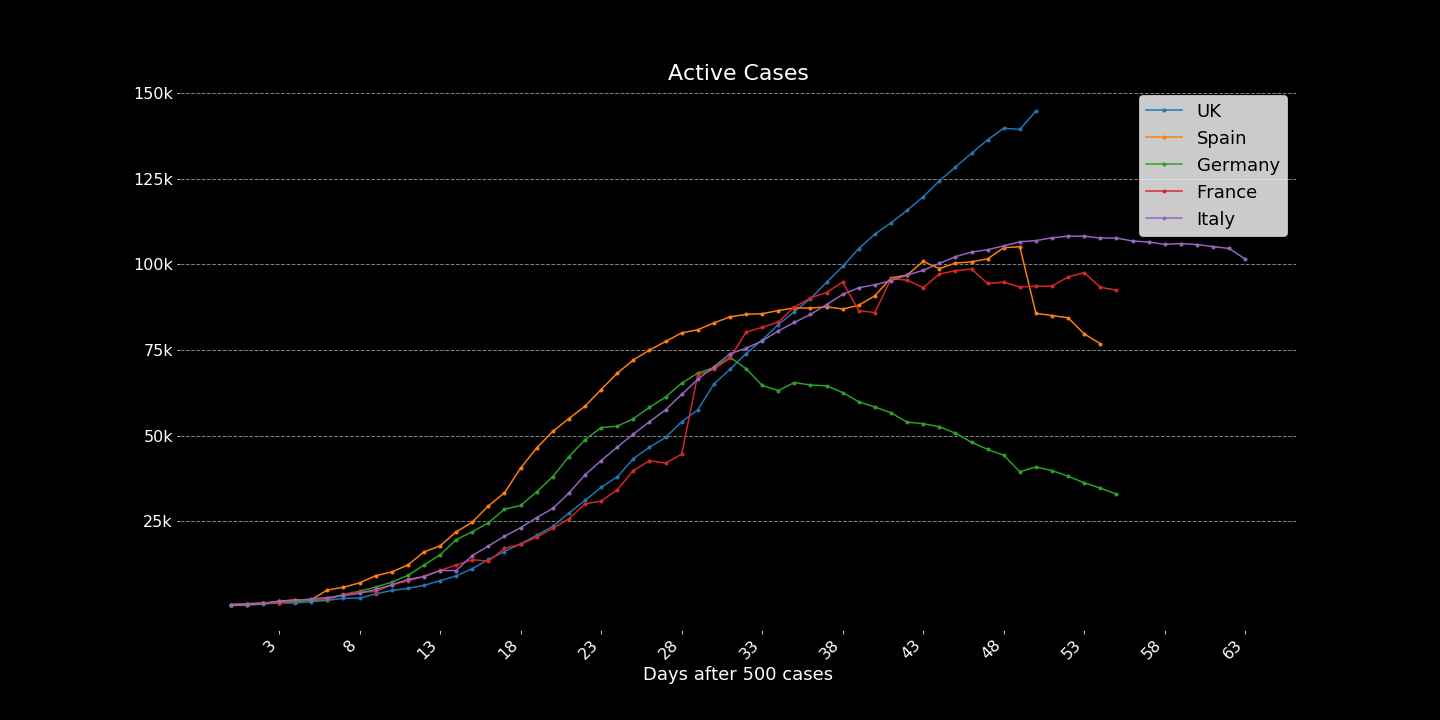 Active Cases
150k
125k
100k
75k
50k
25k
UK
Spain
Germany
France
Italy
3
8
13
18
23
28
33
38
43
48
53
58
63
Days after 500 cases